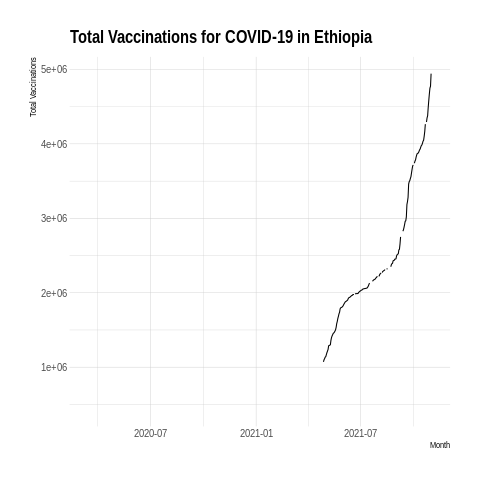 Total Vaccinations for COVID-19 in Ethiopia
Total Vaccinations
5e+06
4e+06
3e+06
2e+06
1e+06
2020-07 2021-01 2021-07
Month